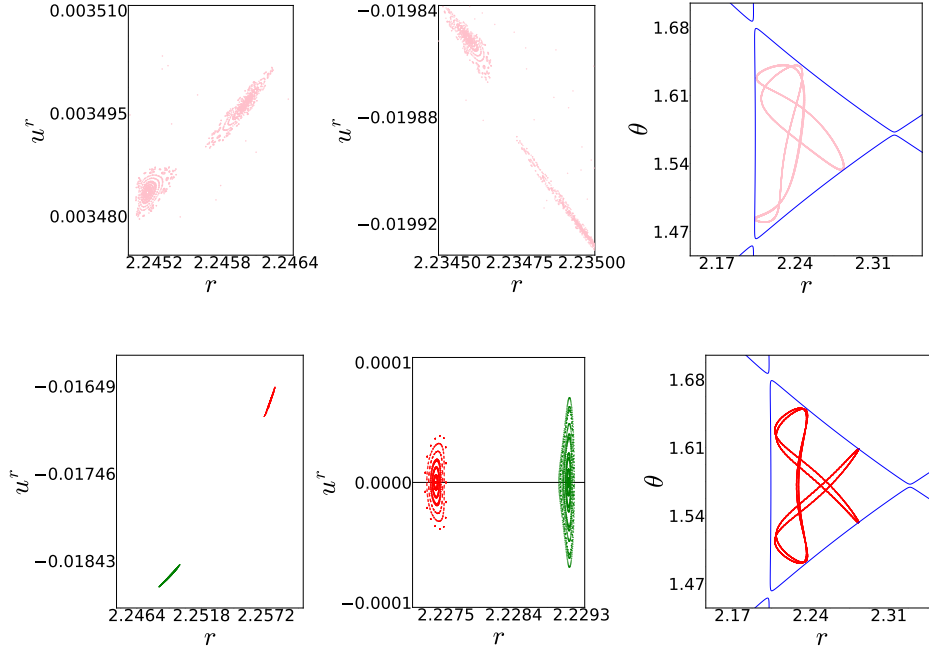 0.003510
0.003495
0.003480
u^r
2.2452 2.2458 2.2464
r
−0.01984
−0.01988
−0.01992
u^r
2.23450 2.23475 2.23500
r
1.68
1.61
1.54
1.47
θ
2.17 2.24 2.31
r
−0.01649
−0.01746
−0.01843
u^r
2.2464 2.2518 2.2572
r
0.0001
0.0000
−0.0001
u^r
2.2275 2.2284 2.2293
r
1.68
1.61
1.54
1.47
θ
2.17 2.24 2.31
r